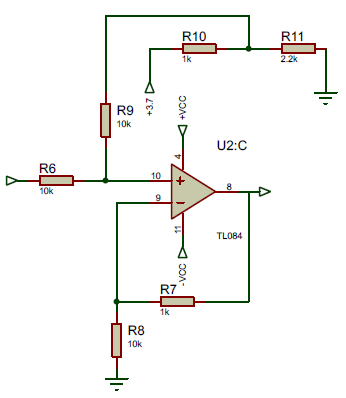 R10
1k
R11
2.2k
+3.7
+VCC
R9
10k
U2:C
4
R6
10k
10
8
9
TL084
11
-VCC
R7
1k
R8
10k